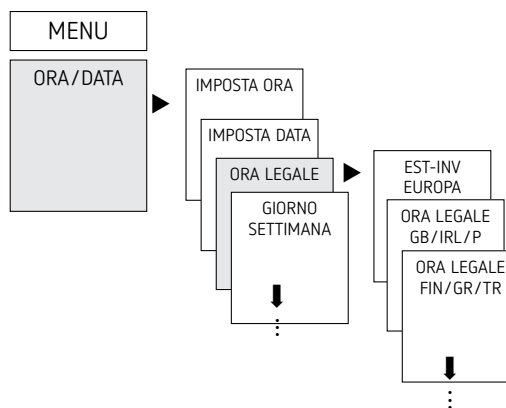 MENU
ORA/DATA
IMPOSTA ORA
IMPOSTA DATA
ORA LEGALE
GIORNO
SETTIMANA
EST-INV
EUROPA
ORA LEGALE
GB/IRL/P
ORA LEGALE
FIN/GR/TR